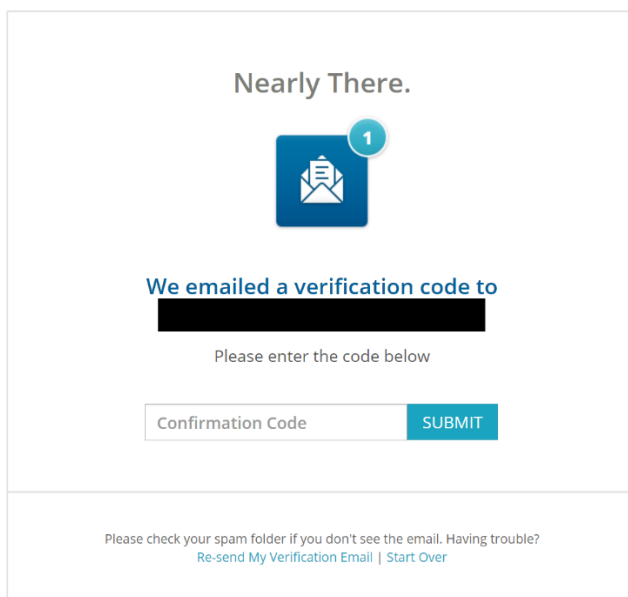 Nearly There.
1
We emailed a verification code to
Please enter the code below
Confirmation Code
SUBMIT
Please check your spam folder if you don't see the email. Having trouble?
Re-send My Verification Email | Start Over